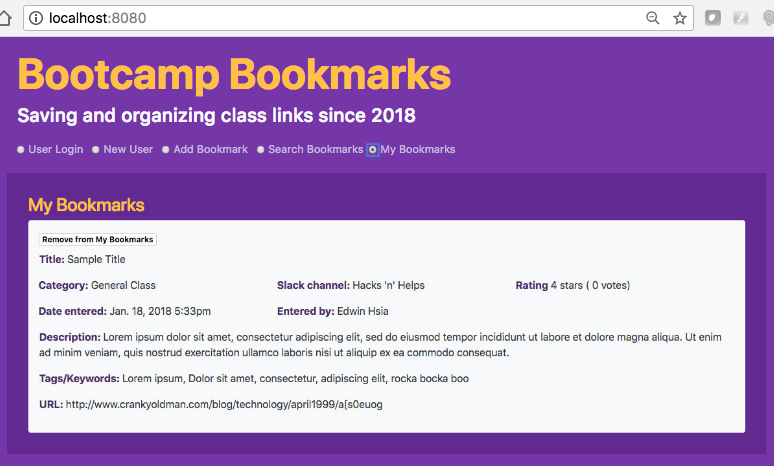 localhost:8080
Bootcamp Bookmarks
Saving and organizing class links since 2018
User Login New User Add Bookmark Search Bookmarks My Bookmarks
My Bookmarks
Remove from My Bookmarks
Title: Sample Title
Category: General Class Slack channel: Hacks 'n' Helps Rating 4 stars ( 0 votes)
Date entered: Jan. 18, 2018 5:33pm Entered by: Edwin Hsia
Description: Lorem ipsum dolor sit amet, consectetur adipiscing elit, sed do eiusmod tempor incididunt ut labore et dolore magna aliqua. Ut enim
ad minim veniam, quis nostrud exercitation ullamco laboris nisi ut aliquip ex ea commodo consequat.
Tags/Keywords: Lorem ipsum, Dolor sit amet, consectetur, adipiscing elit, rocka bocka boo
URL: http://www.crankyoldman.com/blog/technology/april1999/a[s0euog